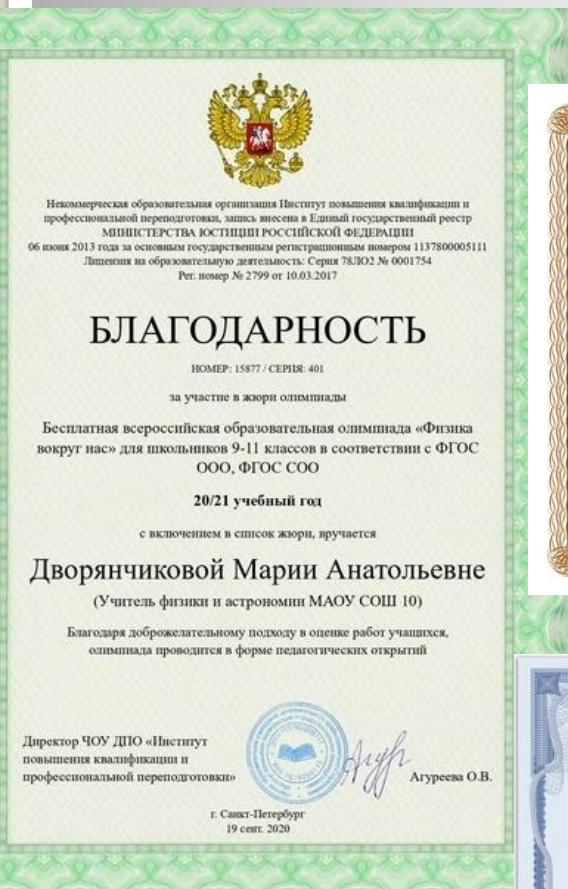 Некоммерческая образовательная организация Институт повышения квалификации и
профессиональной переподготовки, запись внесена в Единый государственный реестр
МИНИСТЕРСТВА ЮСТИЦИИ РОССИЙСКОЙ ФЕДЕРАЦИИ
06 июня 2013 года за основным государственным регистрационным номером 1137800005111
Лицензия на образовательную деятельность: Серия 78ЛО2 № 0001754
Рег. номер № 2799 от 10.03.2017
БЛАГОДАРНОСТЬ
НОМЕР: 15877 / СЕРИЯ: 401
за участие в жюри олимпиады
Бесплатная всероссийская образовательная олимпиада «Физика
вокруг нас» для школьников 9-11 классов в соответствии с ФГОС
ООО, ФГОС СОО
20/21 учебный год
с включением в список жюри, вручается
Дворянчиковой Марии Анатольевне
(Учитель физики и астрономии МАОУ СОШ 10)
Благодаря доброжелательному подходу в оценке работ учащихся,
олимпиада проводится в форме педагогических открытий
Директор ЧОУ ДПО «Институт
повышения квалификации и
профессиональной переподготовки»
Агуреева О.В.
г. Санкт-Петербург
19 сент. 2020